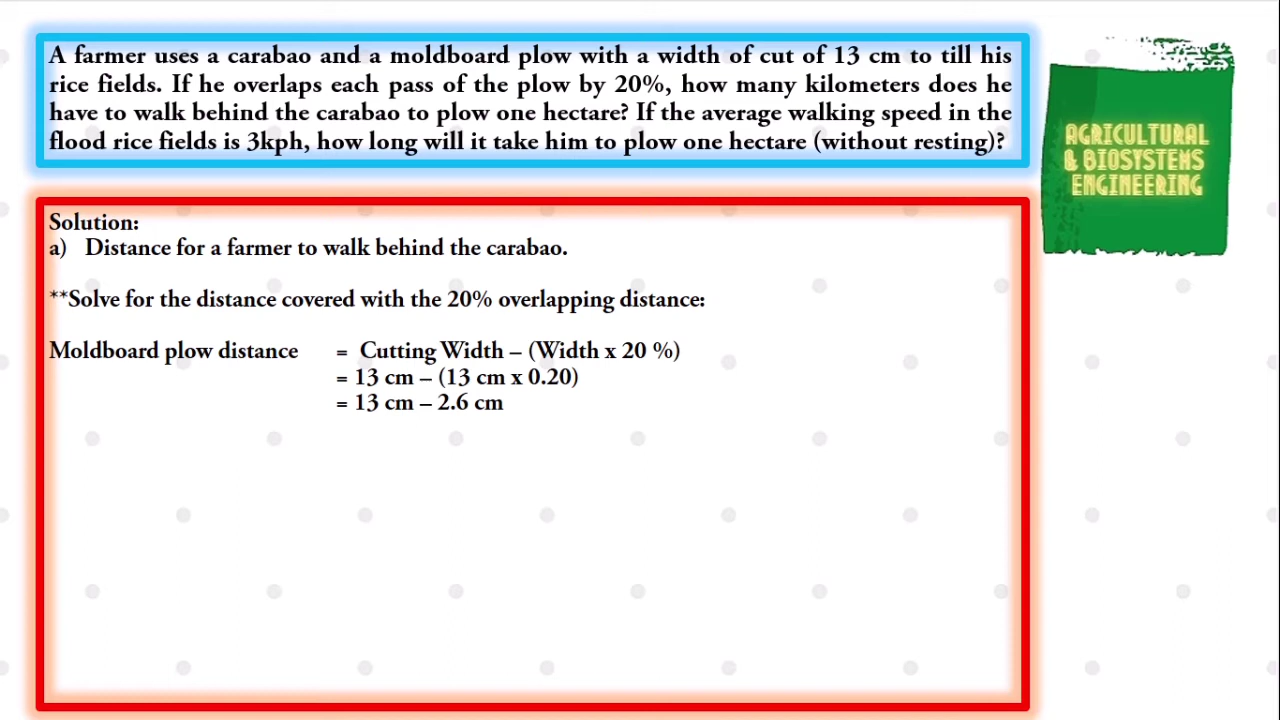 A farmer uses a carabao and a moldboard plow with a width of cut of 13 cm to till his
rice fields. If he overlaps each pass of the plow by 20%, how many kilometers does he
have to walk behind the carabao to plow one hectare? If the average walking speed in the
flood rice fields is 3kph, how long will it take him to plow one hectare (without resting)?
AGRICULTURAL
& BIOSYSTEMS
ENGINEERING
Solution:
a) Distance for a farmer to walk behind the carabao.
**Solve for the distance covered with the 20% overlapping distance:
Moldboard plow distance = Cutting Width – (Width x 20 %)
= 13 cm – (13 cm x 0.20)
= 13 cm – 2.6 cm